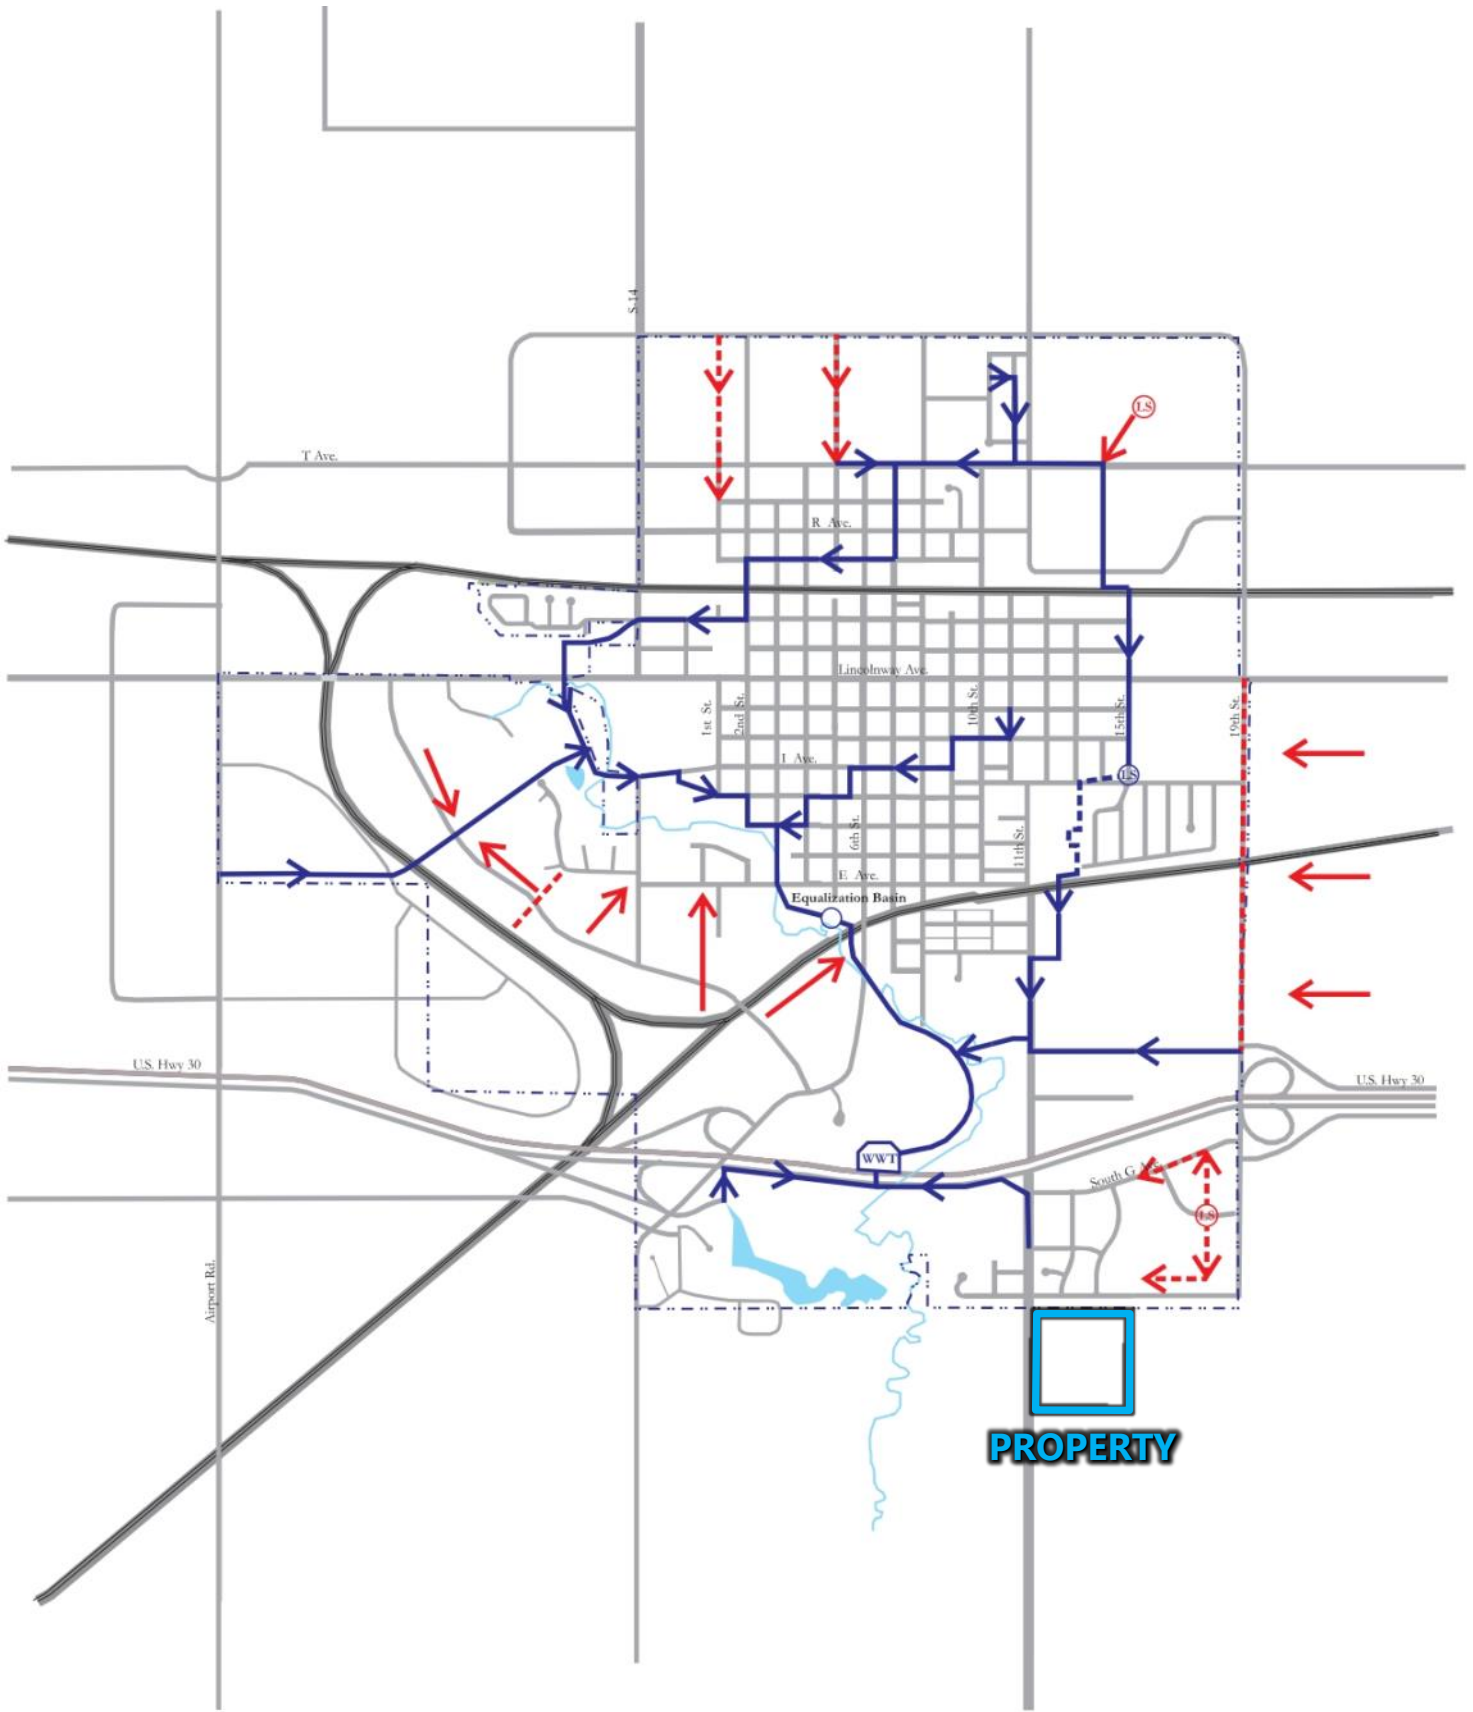 S-14
LS
T Ave.
R Ave.
Lincolnway Ave.
1st St.
2nd St.
10th St.
15th St.
19th St.
I Ave.
LS
6th St.
11th St.
E Ave.
Equalization Basin
U.S. Hwy 30
U.S. Hwy 30
WWT
South G Ave.
LS
Airport Rd.
PROPERTY